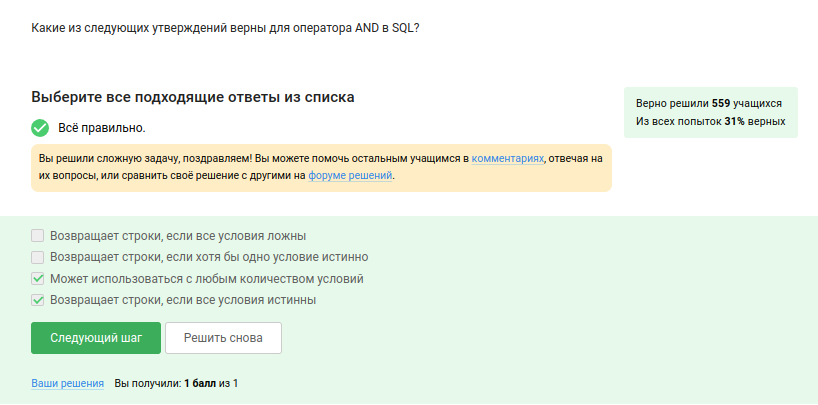 Какие из следующих утверждений верны для оператора AND в SQL?
Выберите все подходящие ответы из списка
Верно решили 559 учащихся
Из всех попыток 31% верных
Всё правильно.
Вы решили сложную задачу, поздравляем! Вы можете помочь остальным учащимся в комментариях, отвечая на
их вопросы, или сравнить своё решение с другими на форуме решений.
Возвращает строки, если все условия ложны
Возвращает строки, если хотя бы одно условие истинно
Может использоваться с любым количеством условий
Возвращает строки, если все условия истинны
Следующий шаг
Решить снова
Ваши решения Вы получили: 1 балл из 1